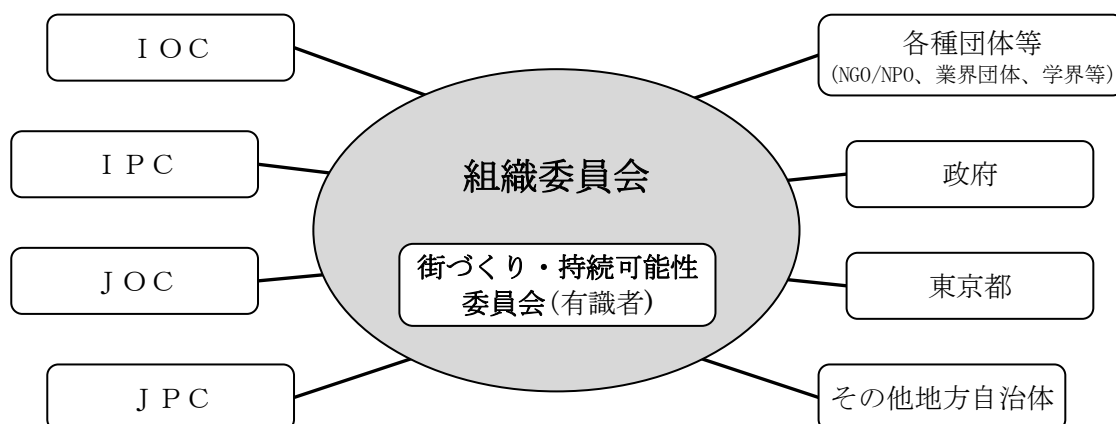 ＩＯＣ
ＩＰＣ
ＪＯＣ
ＪＰＣ
組織委員会
街づくり・持続可能性
委員会(有識者)
各種団体等
(NGO/NPO、業界団体、学界等)
政府
東京都
その他地方自治体